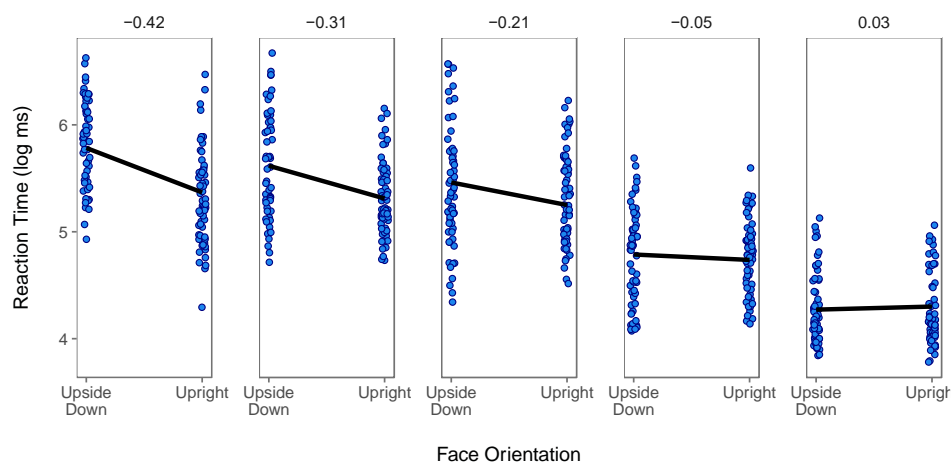 −0.42
−0.31
−0.21
−0.05
0.03
Reaction Time (log ms)
6
5
4
Upside
Down
Upright
Upside
Down
Upright
Upside
Down
Upright
Upside
Down
Upright
Upside
Down
Upright
Face Orientation